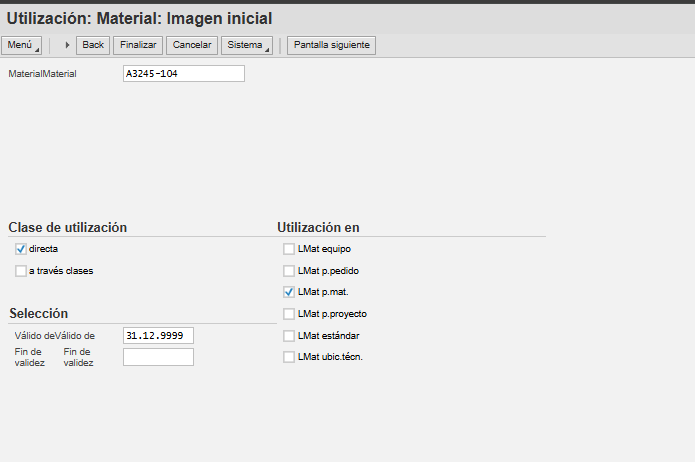 Utilización: Material: Imagen inicial
Menú Back Finalizar Cancelar Sistema Pantalla siguiente
MaterialMaterial A3245-104
Clase de utilización Utilización en
directa LMat equipo
a través clases LMat p.pedido
LMat p.mat.
Selección LMat p.proyecto
Válido deVálido de 31.12.9999 LMat estándar
Fin de validez Fin de validez LMat ubic.técn.